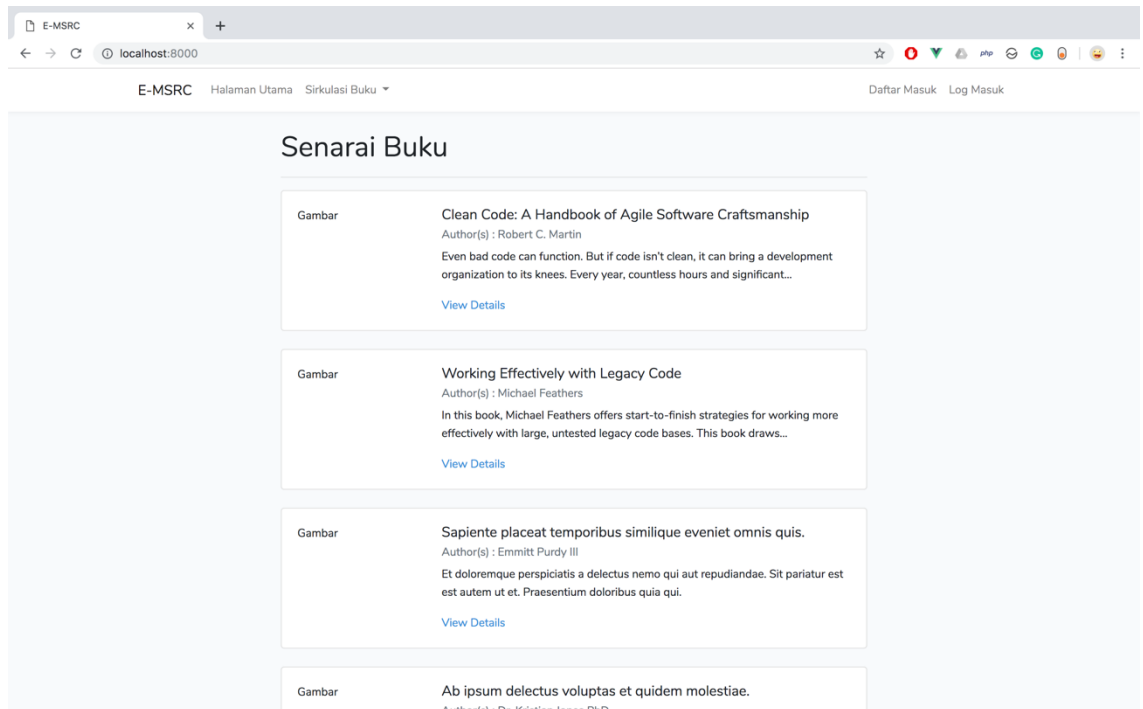 E-MSRC
localhost:8000
php
E-MSRC Halaman Utama Sirkulasi Buku Daftar Masuk Log Masuk
Senarai Buku
Gambar
Clean Code: A Handbook of Agile Software Craftsmanship
Author(s) : Robert C. Martin
Even bad code can function. But if code isn't clean, it can bring a development
organization to its knees. Every year, countless hours and significant...
View Details
Gambar
Working Effectively with Legacy Code
Author(s) : Michael Feathers
In this book, Michael Feathers offers start-to-finish strategies for working more
effectively with large, untested legacy code bases. This book draws...
View Details
Gambar
Sapiente placeat temporibus similique eveniet omnis quis.
Author(s) : Emmitt Purdy III
Et doloremque perspiciatis a delectus nemo qui aut repudiandae. Sit pariatur est
est autem ut et. Praesentium doloribus quia qui.
View Details
Gambar
Ab ipsum delectus voluptas et quidem molestiae.